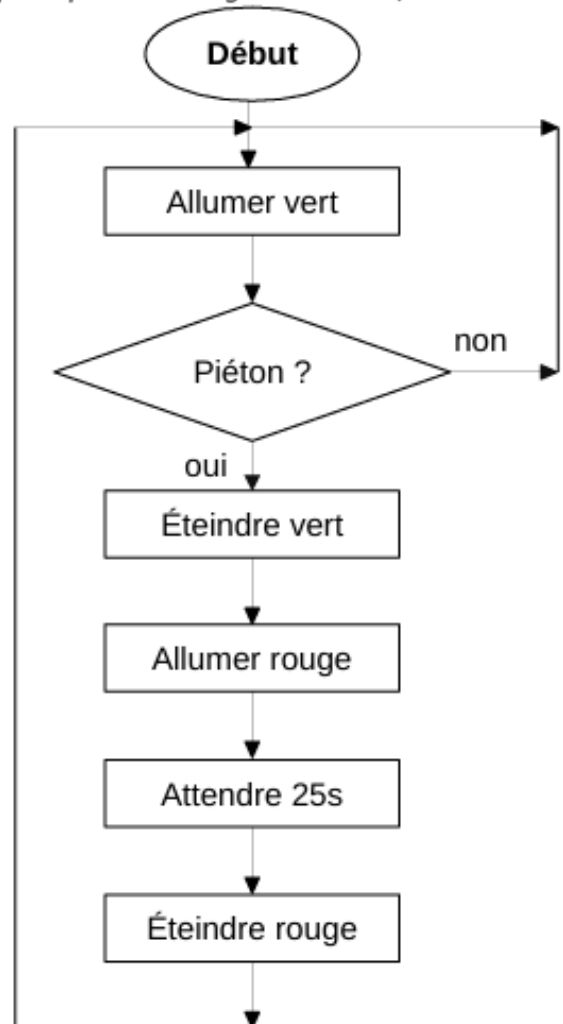 Début
Allumer vert
non
Piéton ?
oui
Éteindre vert
Allumer rouge
Attendre 25s
Éteindre rouge